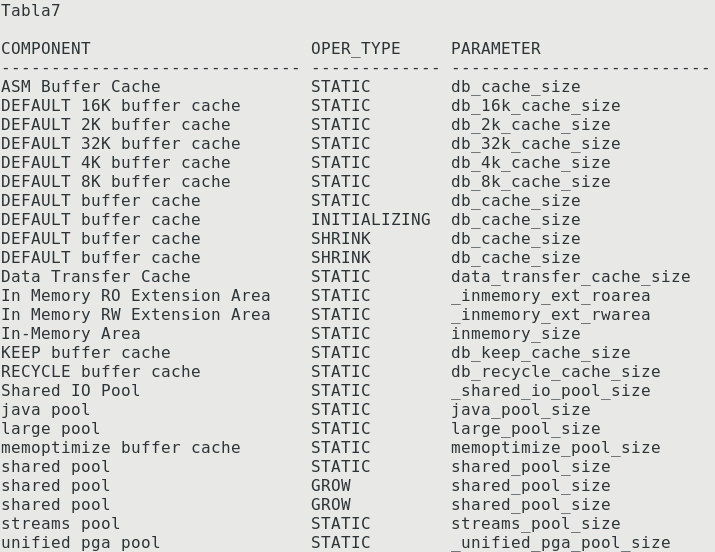 Tabla7
COMPONENT                      OPER_TYPE     PARAMETER
------------------------------ ------------- --------------------------
ASM Buffer Cache               STATIC        db_cache_size
DEFAULT 16K buffer cache       STATIC        db_16k_cache_size
DEFAULT 2K buffer cache        STATIC        db_2k_cache_size
DEFAULT 32K buffer cache       STATIC        db_32k_cache_size
DEFAULT 4K buffer cache        STATIC        db_4k_cache_size
DEFAULT 8K buffer cache        STATIC        db_8k_cache_size
DEFAULT buffer cache           STATIC        db_cache_size
DEFAULT buffer cache           INITIALIZING  db_cache_size
DEFAULT buffer cache           SHRINK        db_cache_size
DEFAULT buffer cache           SHRINK        db_cache_size
Data Transfer Cache            STATIC        data_transfer_cache_size
In Memory RO Extension Area    STATIC        _inmemory_ext_roarea
In Memory RW Extension Area    STATIC        _inmemory_ext_rwarea
In-Memory Area                 STATIC        inmemory_size
KEEP buffer cache              STATIC        db_keep_cache_size
RECYCLE buffer cache           STATIC        db_recycle_cache_size
Shared IO Pool                 STATIC        _shared_io_pool_size
java pool                      STATIC        java_pool_size
large pool                     STATIC        large_pool_size
memoptimize buffer cache       STATIC        memoptimize_pool_size
shared pool                    STATIC        shared_pool_size
shared pool                    GROW          shared_pool_size
shared pool                    GROW          shared_pool_size
streams pool                   STATIC        streams_pool_size
unified pga pool               STATIC        _unified_pga_pool_size